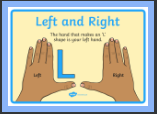 Left and Right
The hand that makes an 'L'
shape is your left hand.
L
Left
Right